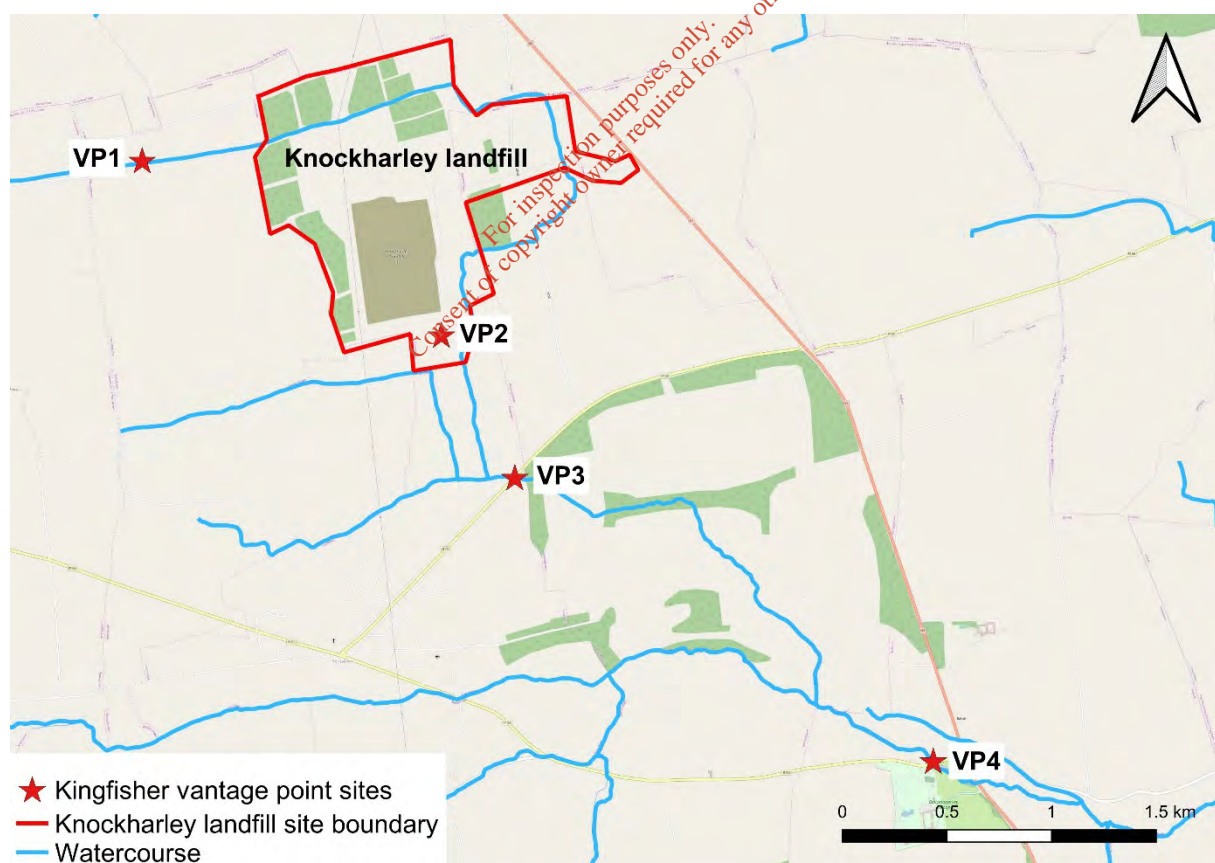 For inspection purposes only.
Consent of copyright owner required for any ou
VP1
Knockharley landfill
VP2
VP3
VP4
Kingfisher vantage point sites
Knockharley landfill site boundary
Watercourse
0 0.5 1 1.5 km